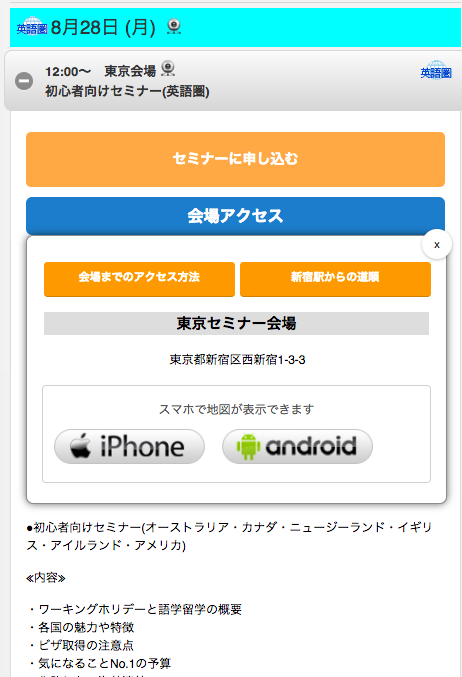 英語圏 8月28日 (月)
12:00〜 東京会場
英語圏
初心者向けセミナー(英語圏)
セミナーに申し込む
会場アクセス
x
会場までのアクセス方法
新宿駅からの道順
東京セミナー会場
東京都新宿区西新宿1-3-3
スマホで地図が表示できます
iPhone
android
●初心者向けセミナー(オーストラリア・カナダ・ニュージーランド・イギリ
ス・アイルランド・アメリカ)
≪内容≫
・ワーキングホリデーと語学留学の概要
・各国の魅力や特徴
・ビザ取得の注意点
・気になることNo.1の予算